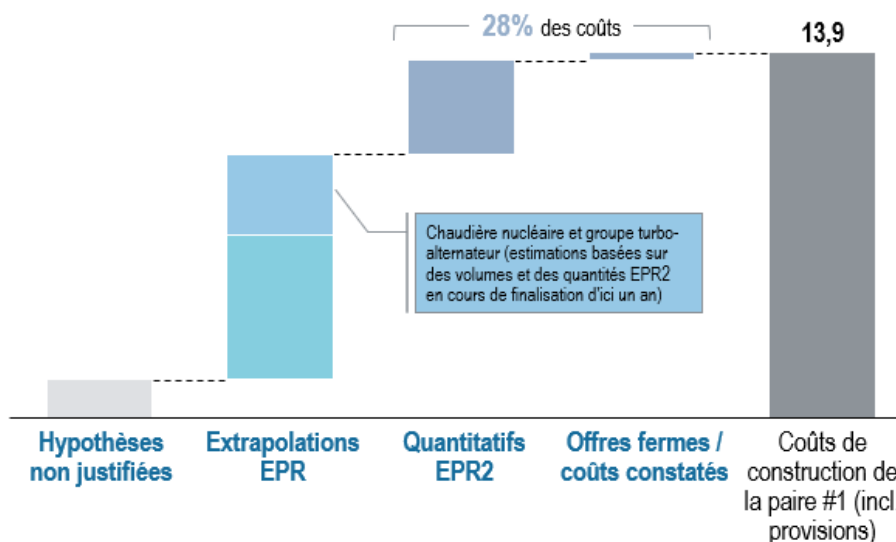 28% des coûts
13,9
Chaudière nucléaire et groupe turbo-
alternateur (estimations basées sur
des volumes et des quantités EPR2
en cours de finalisation d'ici un an)
Hypothèses
non justifiées
Extrapolations
EPR
Quantitatifs
EPR2
Offres fermes /
coûts constatés
Coûts de
construction de
la paire #1 (incl
provisions)